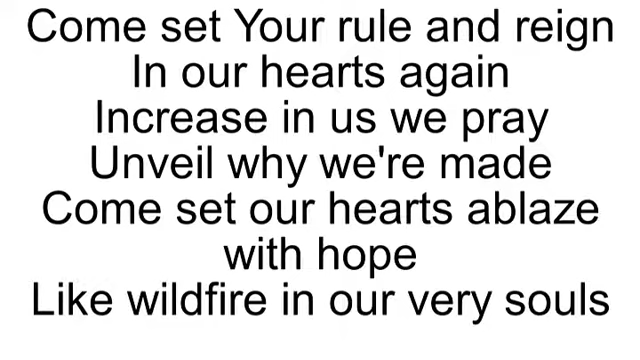 Come set Your rule and reign
In our hearts again
Increase in us we pray
Unveil why we're made
Come set our hearts ablaze
with hope
Like wildfire in our very souls